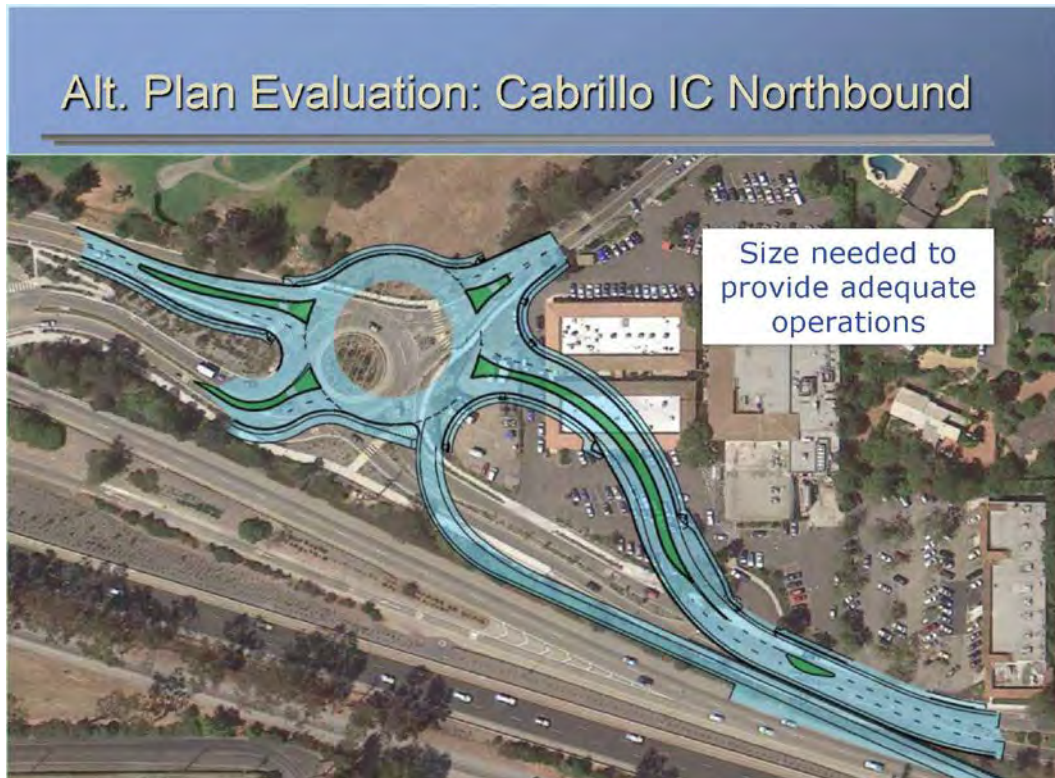 Alt. Plan Evaluation: Cabrillo IC Northbound
Size needed to
provide adequate
operations